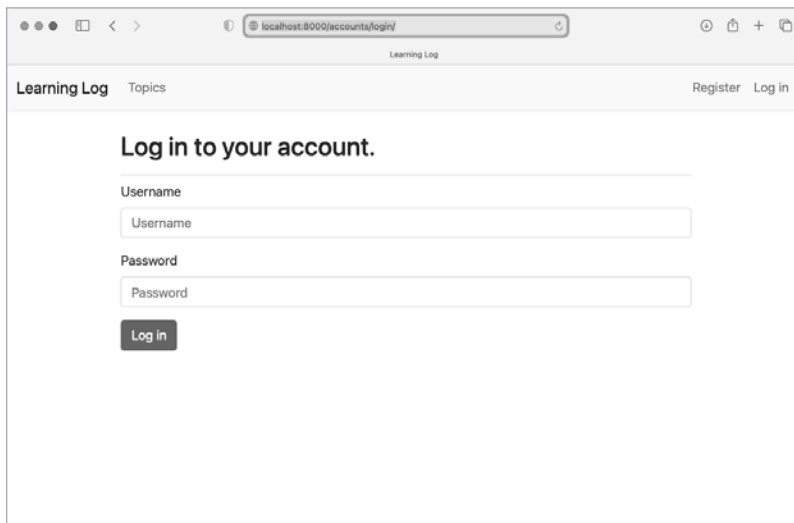 localhost:8000/accounts/login/
Learning Log
Learning Log Topics Register Log in
Log in to your account.
Username
Username
Password
Password
Log in